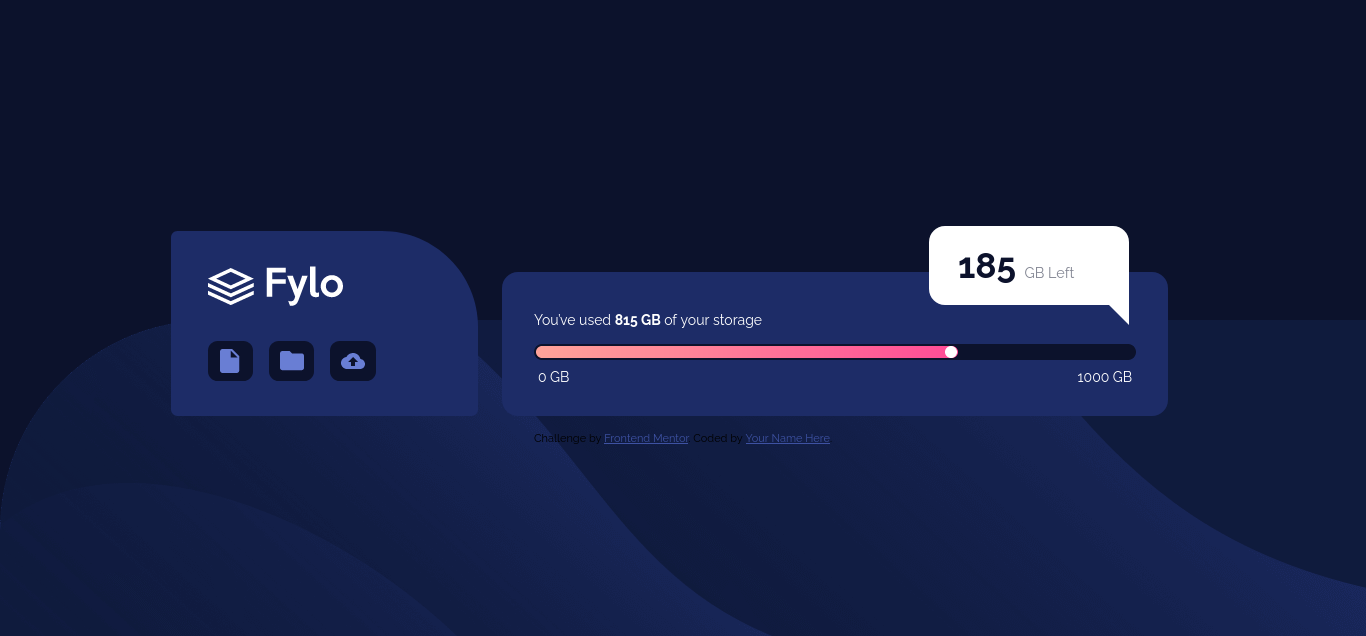 Fylo
185 GB Left
You've used 815 GB of your storage
0 GB 1000 GB
Challenge by Frontend Mentor. Coded by Your Name Here.